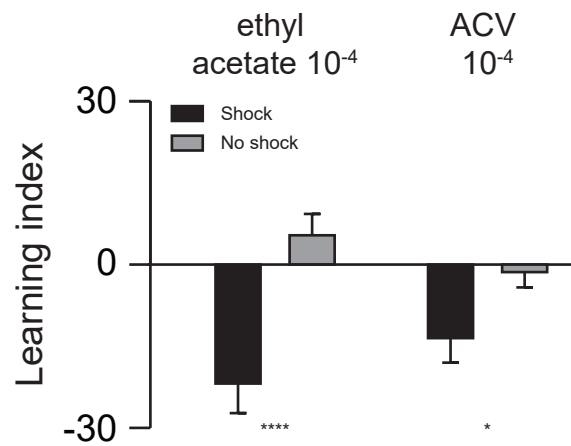 ethyl
acetate 10⁻⁴
ACV
10⁻⁴
30
Shock
No shock
Learning index
0
-30
****
*